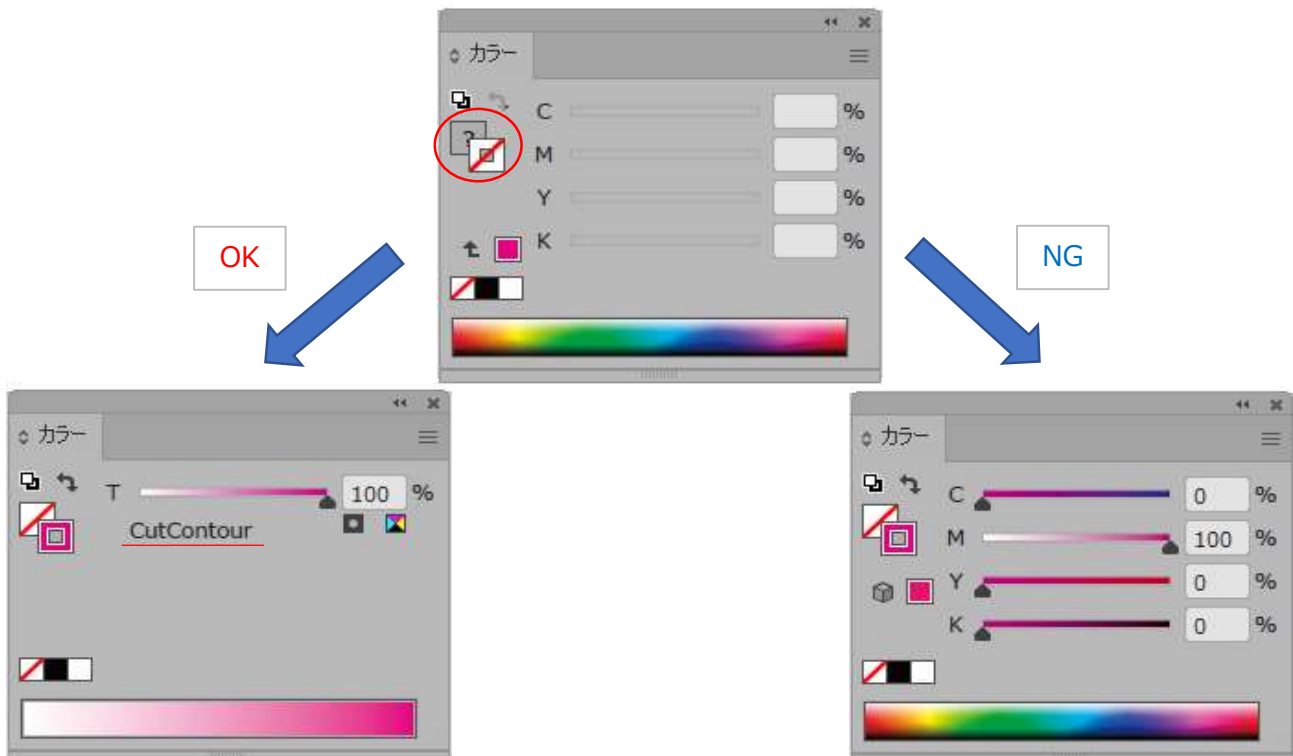 カラー
C %
? M %
Y %
K %
OK
NG
カラー
T 100 %
CutContour
カラー
C 0 %
M 100 %
Y 0 %
K 0 %